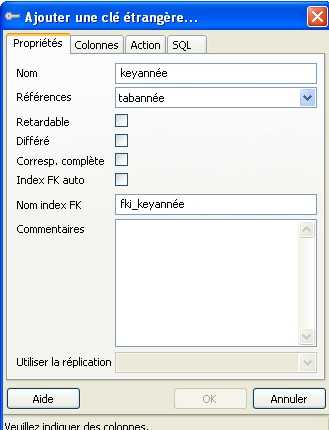 Ajouter une clé étrangère...
Propriétés Colonnes Action SQL
Nom keyannée
Références tabannée
Retardable
Différé
Corresp. complète
Index FK auto
Nom index FK fki_keyannée
Commentaires
Utiliser la réplication
Aide OK Annuler
Veuillez indiquer des colonnes.